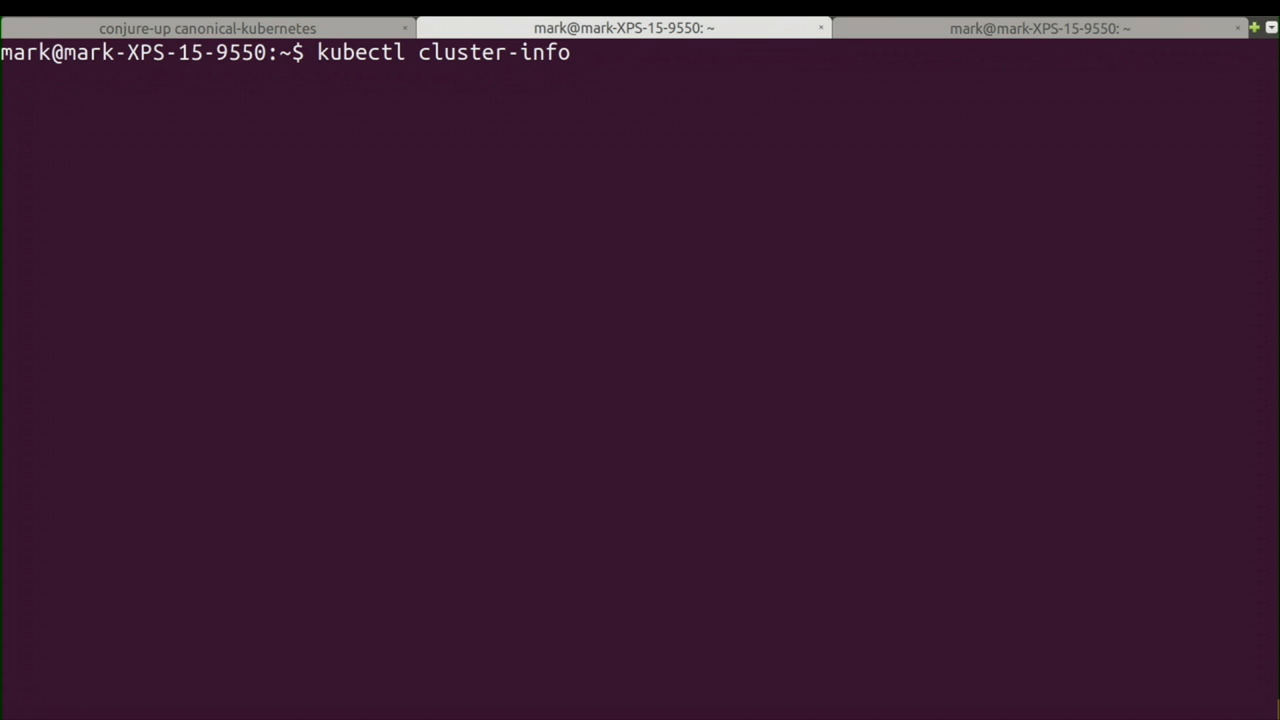 conjure-up canonical-kubernetes
mark@mark-XPS-15-9550: ~
mark@mark-XPS-15-9550: ~
mark@mark-XPS-15-9550:~$ kubectl cluster-info